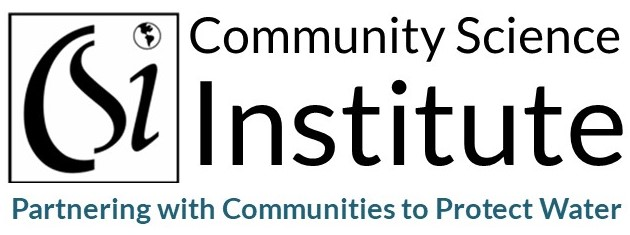 CSi
Community Science
Institute
Partnering with Communities to Protect Water